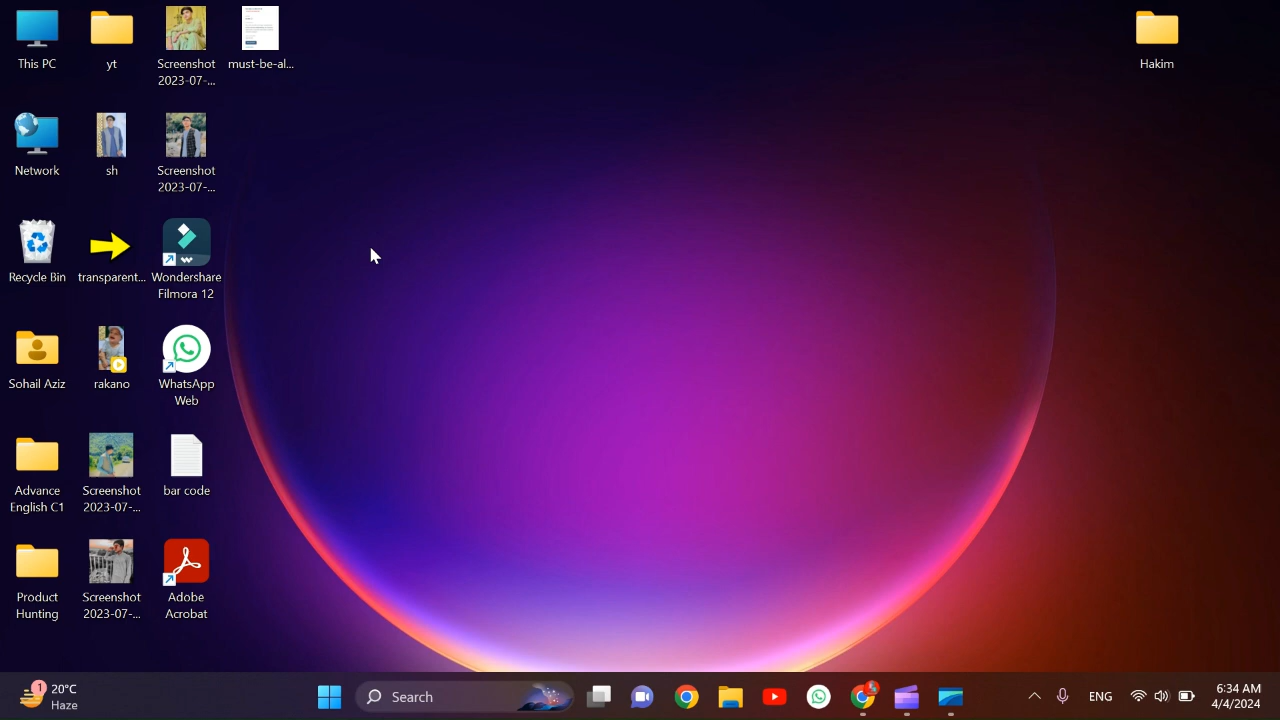 This PC
yt
Screenshot
2023-07-...
must-be-al...
Hakim
Network
sh
Screenshot
2023-07-...
Recycle Bin
transparent...
Wondershare
Filmora 12
Sohail Aziz
rakano
WhatsApp
Web
Advance
English C1
Screenshot
2023-07-...
bar code
Product
Hunting
Screenshot
2023-07-...
Adobe
Acrobat
1
20°C
Haze
Search
ENG
6:34 AM
4/4/2024